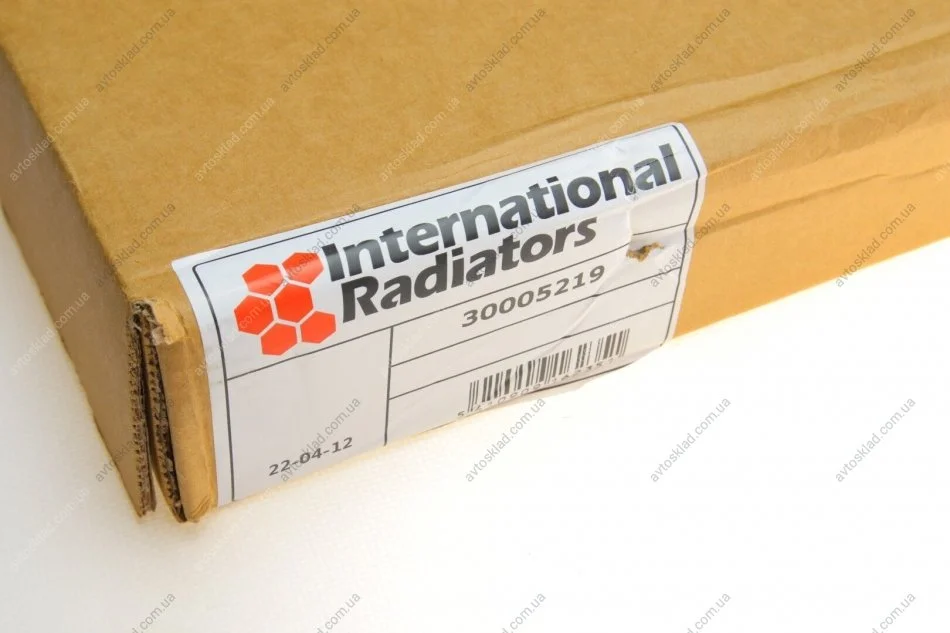 International
Radiators
30005219
22-04-12
avtosklad.com.ua